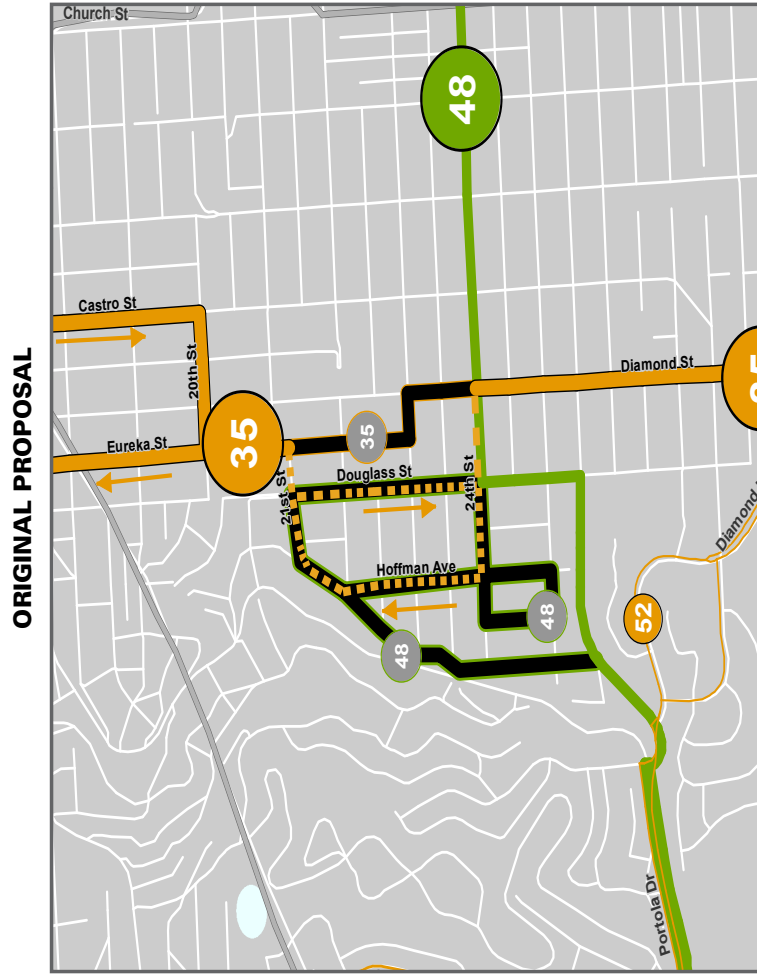 ORIGINAL PROPOSAL
Church St
48
Castro St
20th St
Diamond St
Eureka St
35
35
21st St
Douglass St
24th St
Hoffman Ave
48
48
52
Diamond
Portola Dr